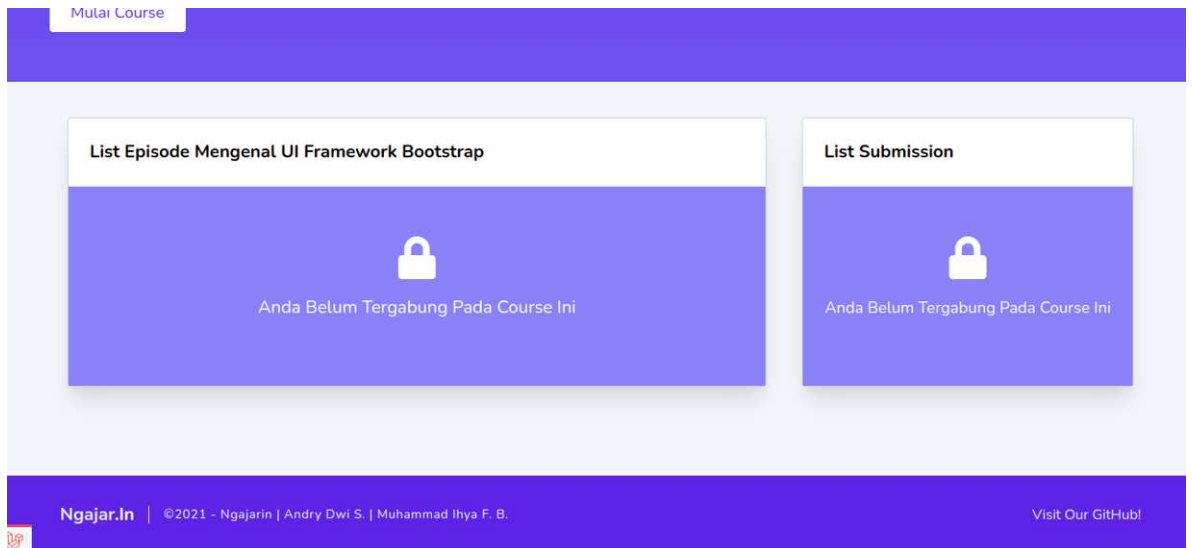 Mulai Course
List Episode Mengenal UI Framework Bootstrap
Anda Belum Tergabung Pada Course Ini
List Submission
Anda Belum Tergabung Pada Course Ini
Ngajar.In | ©2021 - Ngajarin | Andry Dwi S. | Muhammad Ihya F. B.
Visit Our GitHub!